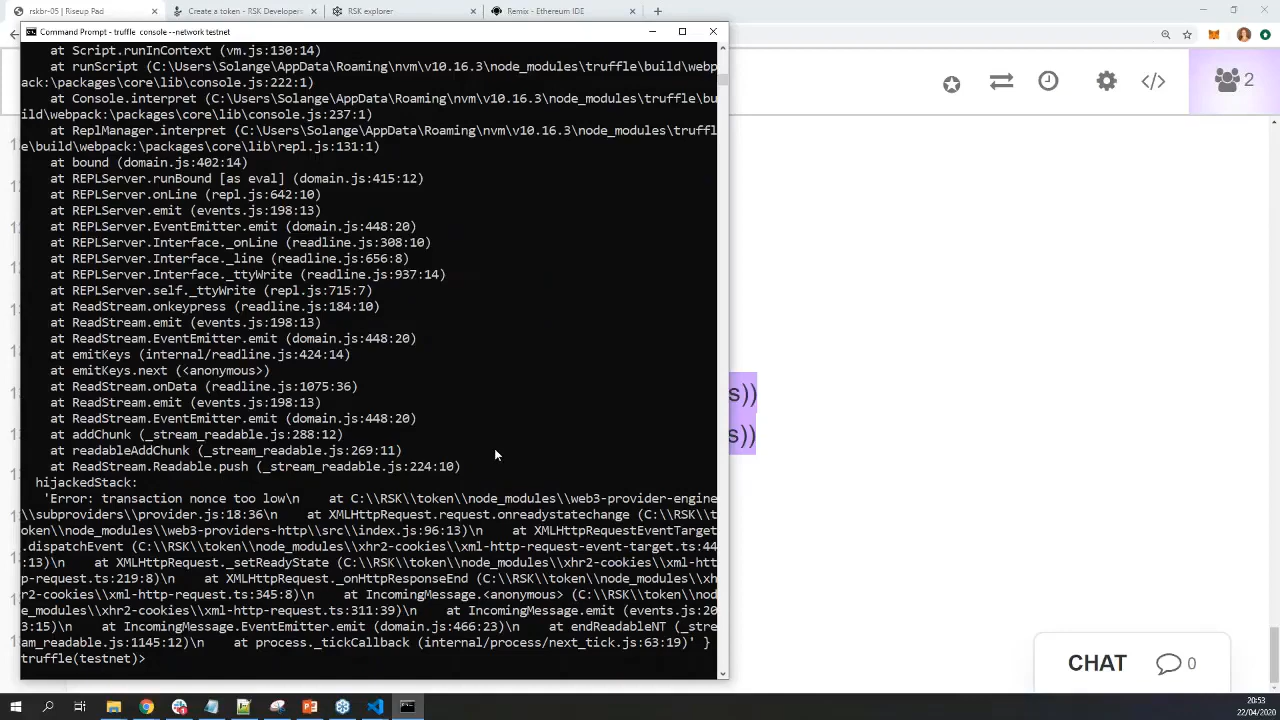 rskbr-05 | Riseup Pad
Create a token - RSK Developers
RSK explorer
Remix - Ethereum IDE
Command Prompt - truffle  console --network testnet
    at Script.runInContext (vm.js:130:14)
    at runScript (C:\Users\Solange\AppData\Roaming\nvm\v10.16.3\node_modules\truffle\build\webp
ack:\packages\core\lib\console.js:222:1)
    at Console.interpret (C:\Users\Solange\AppData\Roaming\nvm\v10.16.3\node_modules\truffle\bu
ild\webpack:\packages\core\lib\console.js:237:1)
    at ReplManager.interpret (C:\Users\Solange\AppData\Roaming\nvm\v10.16.3\node_modules\truffl
e\build\webpack:\packages\core\lib\repl.js:131:1)
    at bound (domain.js:402:14)
    at REPLServer.runBound [as eval] (domain.js:415:12)
    at REPLServer.onLine (repl.js:642:10)
    at REPLServer.emit (events.js:198:13)
    at REPLServer.EventEmitter.emit (domain.js:448:20)
    at REPLServer.Interface._onLine (readline.js:308:10)
    at REPLServer.Interface._line (readline.js:656:8)
    at REPLServer.Interface._ttyWrite (readline.js:937:14)
    at REPLServer.self._ttyWrite (repl.js:715:7)
    at ReadStream.onkeypress (readline.js:184:10)
    at ReadStream.emit (events.js:198:13)
    at ReadStream.EventEmitter.emit (domain.js:448:20)
    at emitKeys (internal/readline.js:424:14)
    at emitKeys.next (<anonymous>)
    at ReadStream.onData (readline.js:1075:36)
    at ReadStream.emit (events.js:198:13)
    at ReadStream.EventEmitter.emit (domain.js:448:20)
    at addChunk (_stream_readable.js:288:12)
    at readableAddChunk (_stream_readable.js:269:11)
    at ReadStream.Readable.push (_stream_readable.js:224:10)
  hijackedStack:
   'Error: transaction nonce too low\n    at C:\\RSK\\token\\node_modules\\web3-provider-engine
\\subproviders\\provider.js:18:36\n    at XMLHttpRequest.request.onreadystatechange (C:\\RSK\\t
oken\\node_modules\\web3-providers-http\\src\\index.js:96:13)\n    at XMLHttpRequestEventTarget
.dispatchEvent (C:\\RSK\\token\\node_modules\\xhr2-cookies\\xml-http-request-event-target.ts:44
:13)\n    at XMLHttpRequest._setReadyState (C:\\RSK\\token\\node_modules\\xhr2-cookies\\xml-htt
p-request.ts:219:8)\n    at XMLHttpRequest._onHttpResponseEnd (C:\\RSK\\token\\node_modules\\xh
r2-cookies\\xml-http-request.ts:345:8)\n    at IncomingMessage.<anonymous> (C:\\RSK\\token\\nod
e_modules\\xhr2-cookies\\xml-http-request.ts:311:39)\n    at IncomingMessage.emit (events.js:20
3:15)\n    at IncomingMessage.EventEmitter.emit (domain.js:466:23)\n    at endReadableNT (_stre
am_readable.js:1145:12)\n    at process._tickCallback (internal/process/next_tick.js:63:19)' }
truffle(testnet)>
2
s))
s))
CHAT 0
20:53
22/04/2020